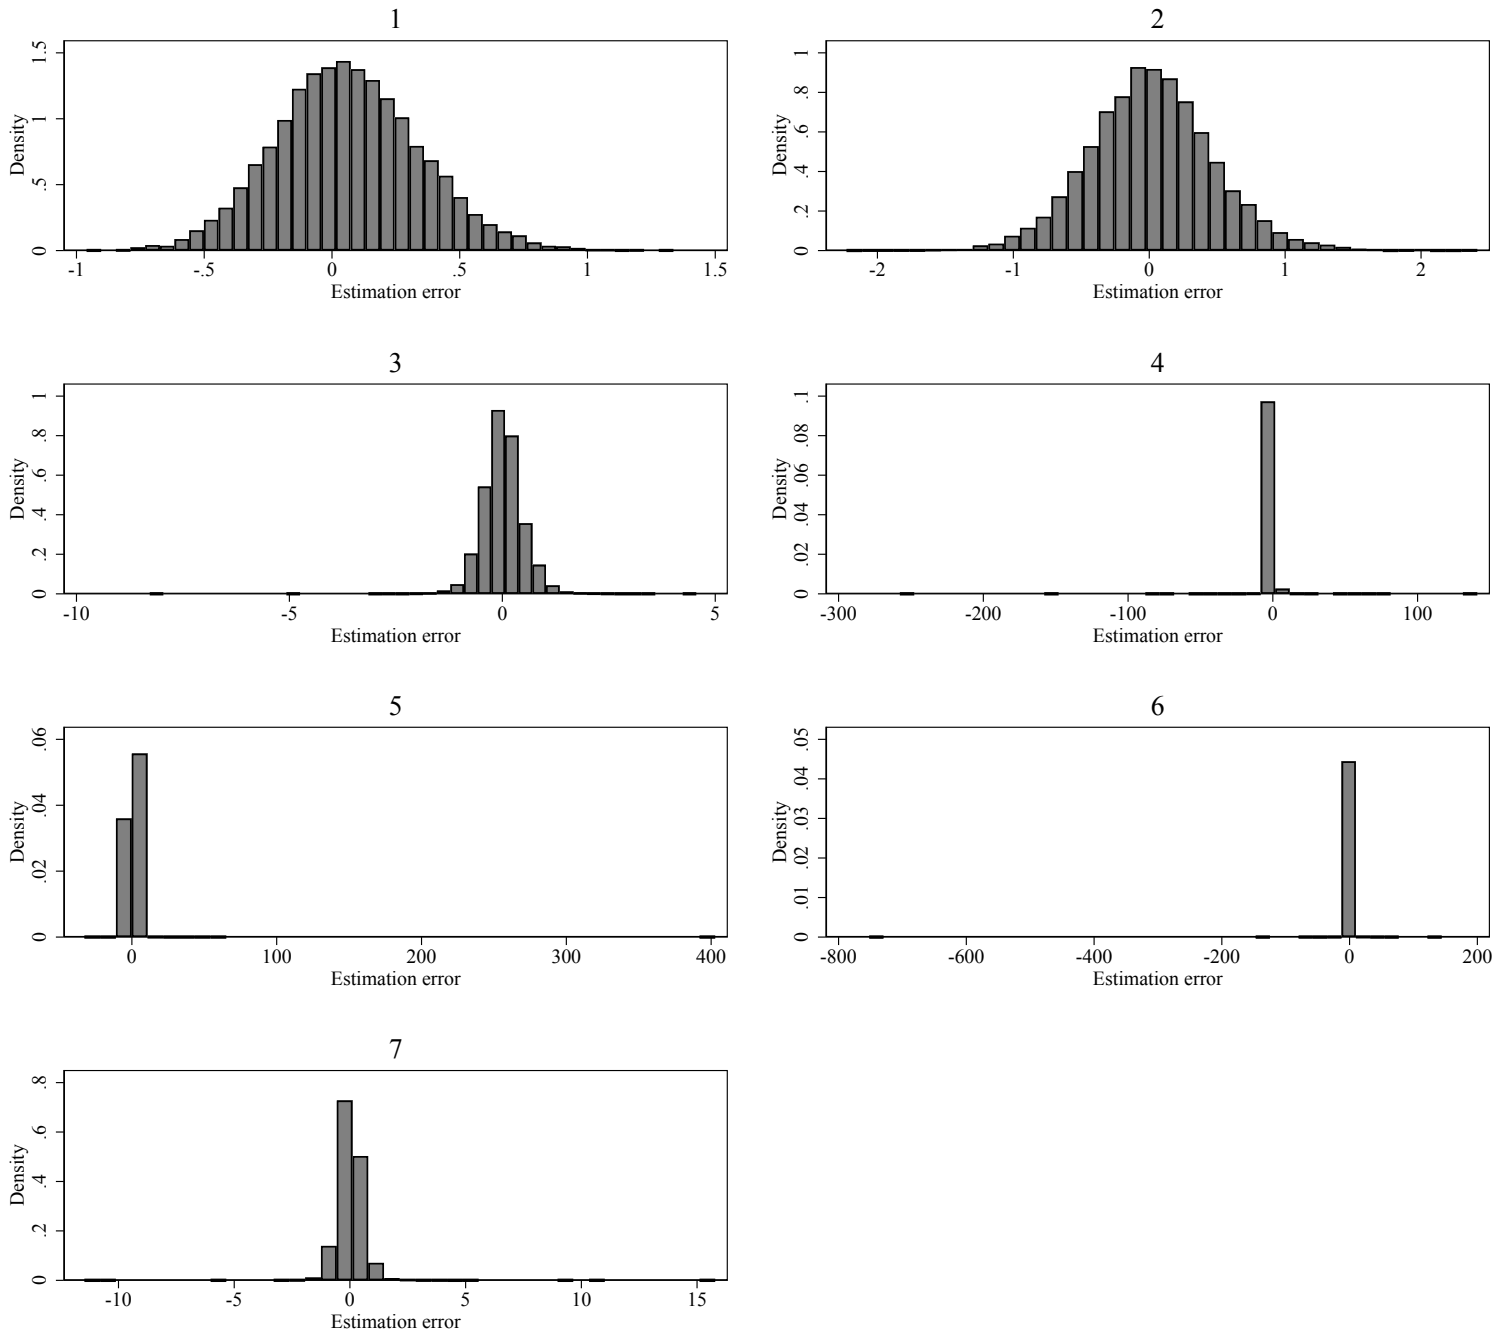 1
Density
0 .5 1 1.5
-1 -.5 0 .5 1 1.5
Estimation error
2
Density
0 .2 .4 .6 .8 1
-2 -1 0 1 2
Estimation error
3
Density
0 .2 .4 .6 .8 1
-10 -5 0 5
Estimation error
4
Density
0 .02 .04 .06 .08 .1
-300 -200 -100 0 100
Estimation error
5
Density
0 .02 .04 .06
0 100 200 300 400
Estimation error
6
Density
0 .01 .02 .03 .04 .05
-800 -600 -400 -200 0 200
Estimation error
7
Density
0 .2 .4 .6 .8
-10 -5 0 5 10 15
Estimation error